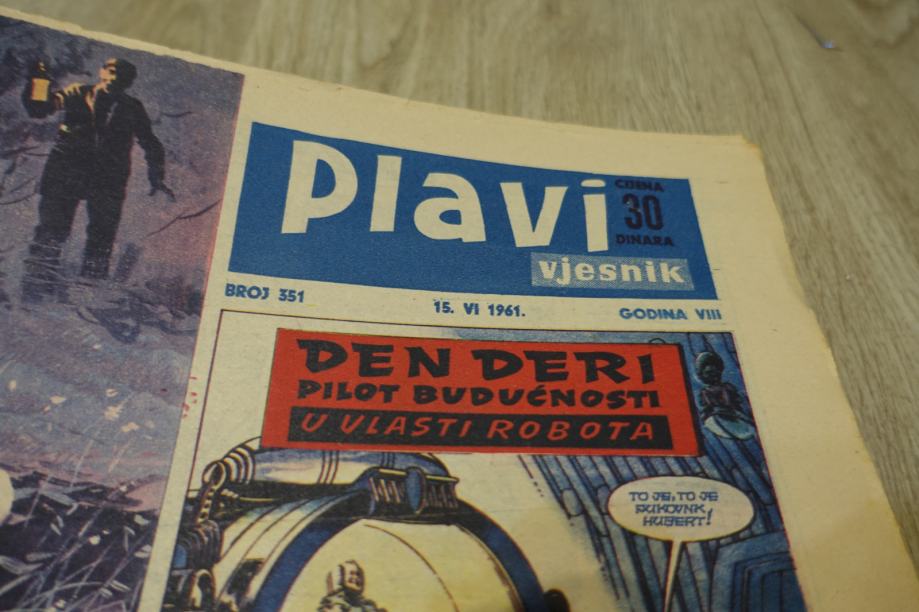 Plavi
CIJENA
30
DINARA
vjesnik
BROJ 351
15. VI 1961.
GODINA VIII
DEN DERI
PILOT BUDUĆNOSTI
U VLASTI ROBOTA
TO JE, TO JE
PUKOVNK
HUBERT!